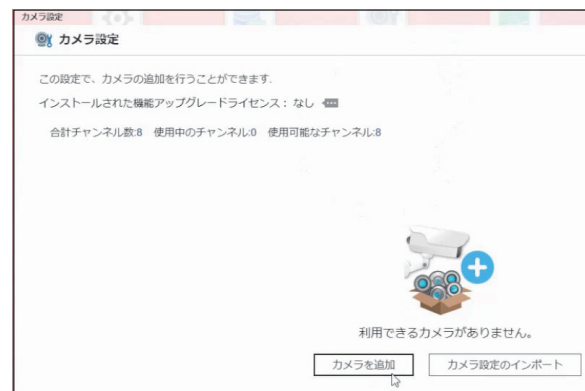 カメラ設定
カメラ設定
この設定で、カメラの追加を行うことができます.
インストールされた機能アップグレードライセンス： なし
合計チャンネル数:8 使用中のチャンネル:0 使用可能なチャンネル:8
利用できるカメラがありません。
カメラを追加 カメラ設定のインポート